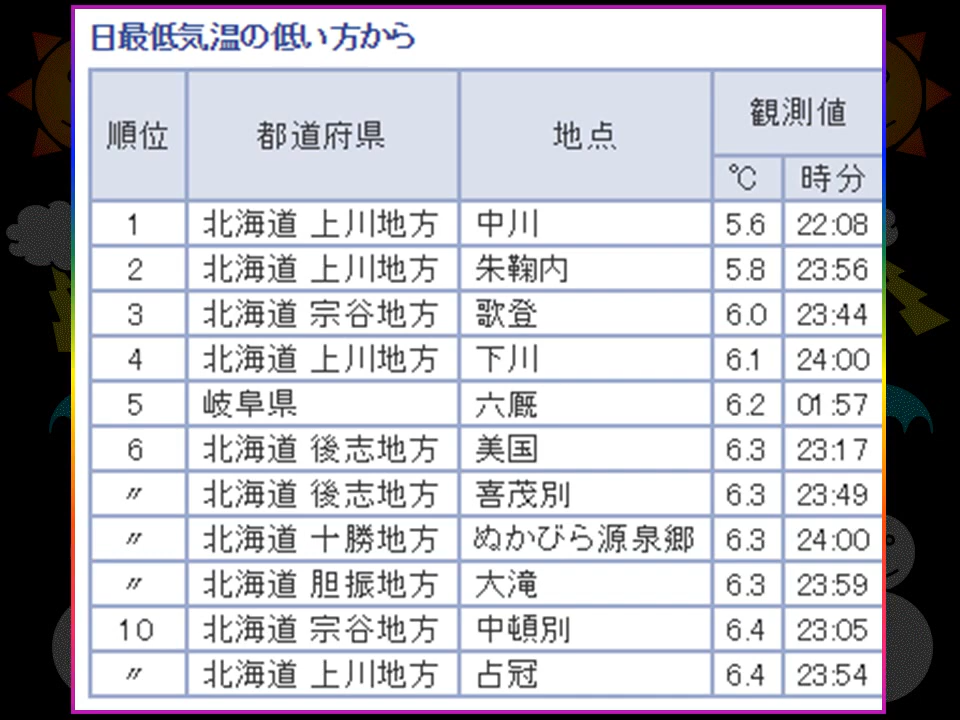 日最低気温の低い方から
順位 都道府県 地点 観測値
℃ 時分
1 北海道 上川地方 中川 5.6 22:08
2 北海道 上川地方 朱鞠内 5.8 23:56
3 北海道 宗谷地方 歌登 6.0 23:44
4 北海道 上川地方 下川 6.1 24:00
5 岐阜県 六厩 6.2 01:57
6 北海道 後志地方 美国 6.3 23:17
〃 北海道 後志地方 喜茂別 6.3 23:49
〃 北海道 十勝地方 ぬかびら源泉郷 6.3 24:00
〃 北海道 胆振地方 大滝 6.3 23:59
10 北海道 宗谷地方 中頓別 6.4 23:05
〃 北海道 上川地方 占冠 6.4 23:54